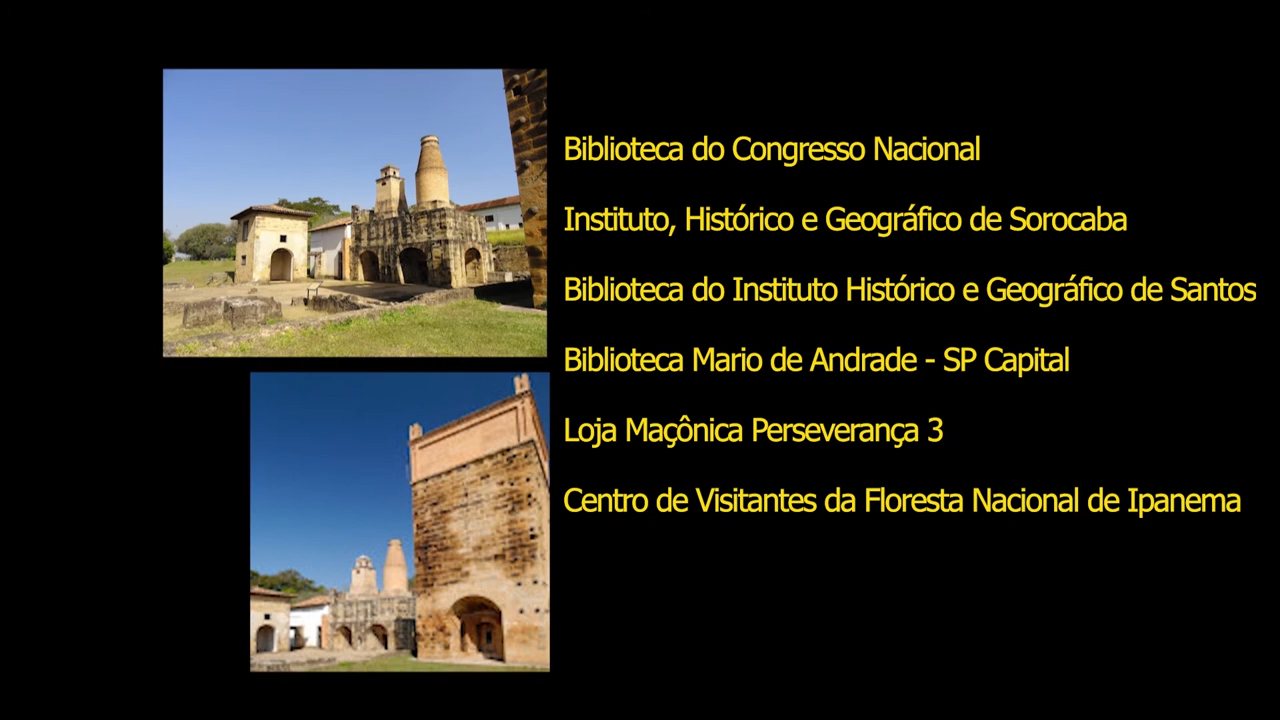 Biblioteca do Congresso Nacional
Instituto, Histórico e Geográfico de Sorocaba
Biblioteca do Instituto Histórico e Geográfico de Santos
Biblioteca Mario de Andrade - SP Capital
Loja Maçônica Perseverança 3
Centro de Visitantes da Floresta Nacional de Ipanema